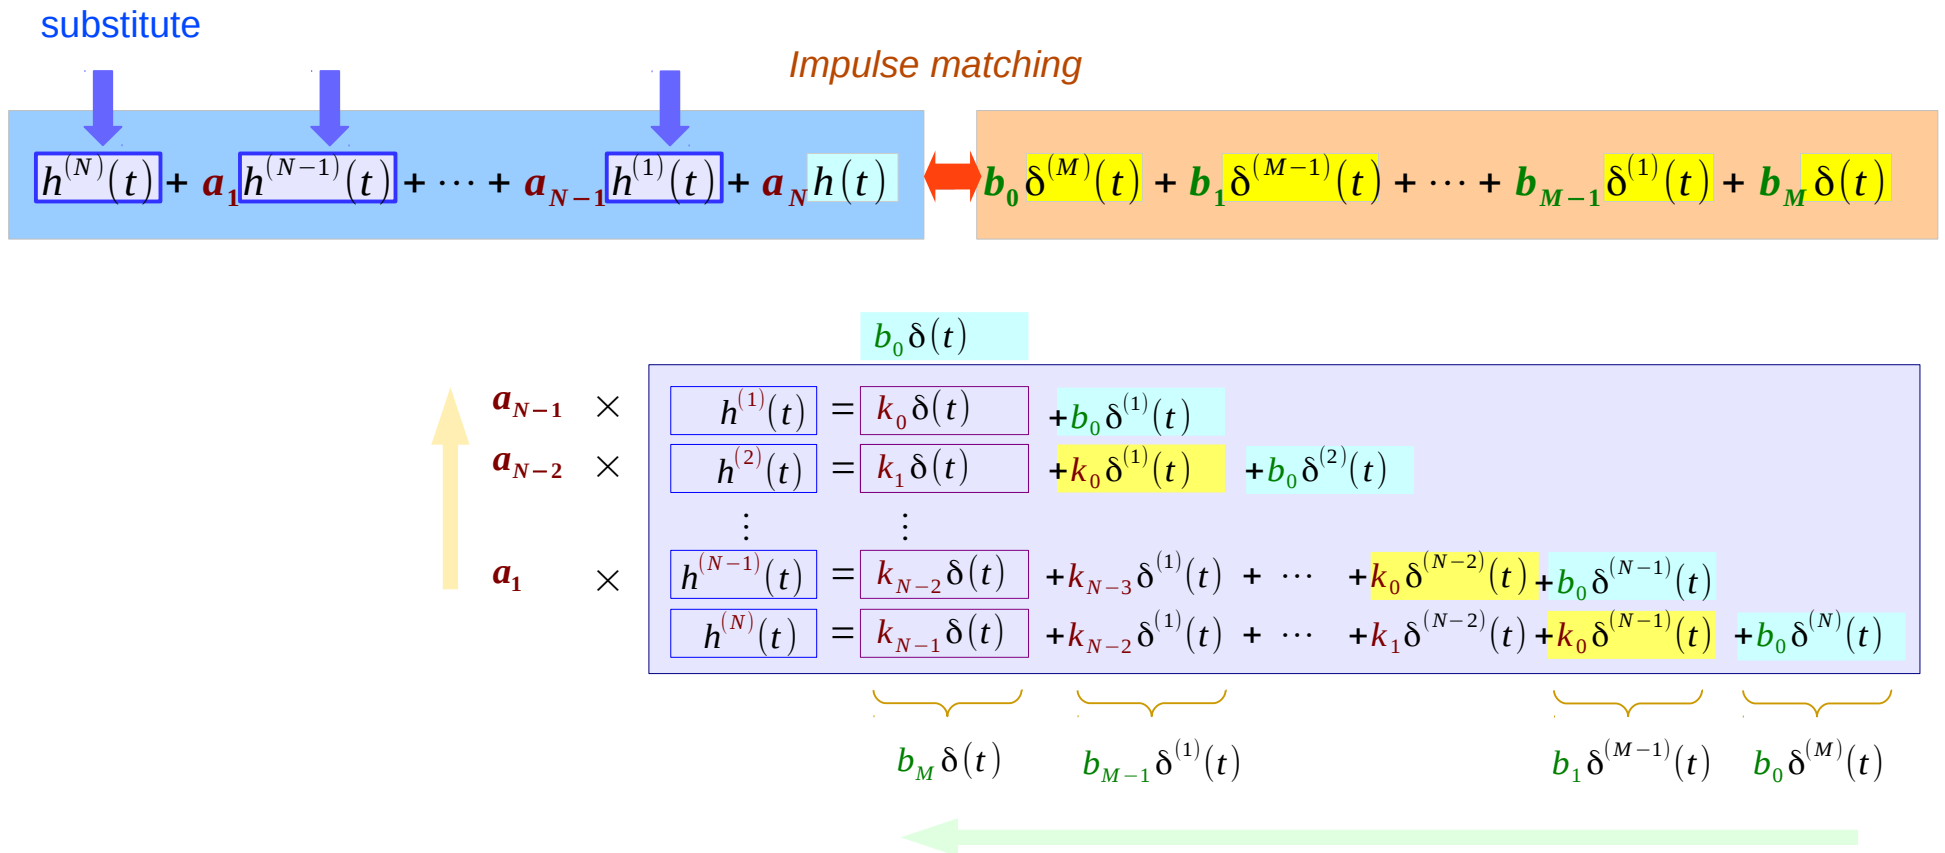 substitute
Impulse matching
h^(N)(t) + a_1 h^(N−1)(t) + ⋯ + a_{N−1} h^(1)(t) + a_N h(t) b_0 δ^(M)(t) + b_1 δ^(M−1)(t) + ⋯ + b_{M−1} δ^(1)(t) + b_M δ(t)
b_0 δ(t)
a_{N−1} × h^(1)(t) = k_0 δ(t) + b_0 δ^(1)(t)
a_{N−2} × h^(2)(t) = k_1 δ(t) + k_0 δ^(1)(t) + b_0 δ^(2)(t)
⋮ ⋮
a_1 × h^(N−1)(t) = k_{N−2} δ(t) + k_{N−3} δ^(1)(t) + ⋯ + k_0 δ^(N−2)(t) + b_0 δ^(N−1)(t)
h^(N)(t) = k_{N−1} δ(t) + k_{N−2} δ^(1)(t) + ⋯ + k_1 δ^(N−2)(t) + k_0 δ^(N−1)(t) + b_0 δ^(N)(t)
b_M δ(t) b_{M−1} δ^(1)(t) b_1 δ^(M−1)(t) b_0 δ^(M)(t)